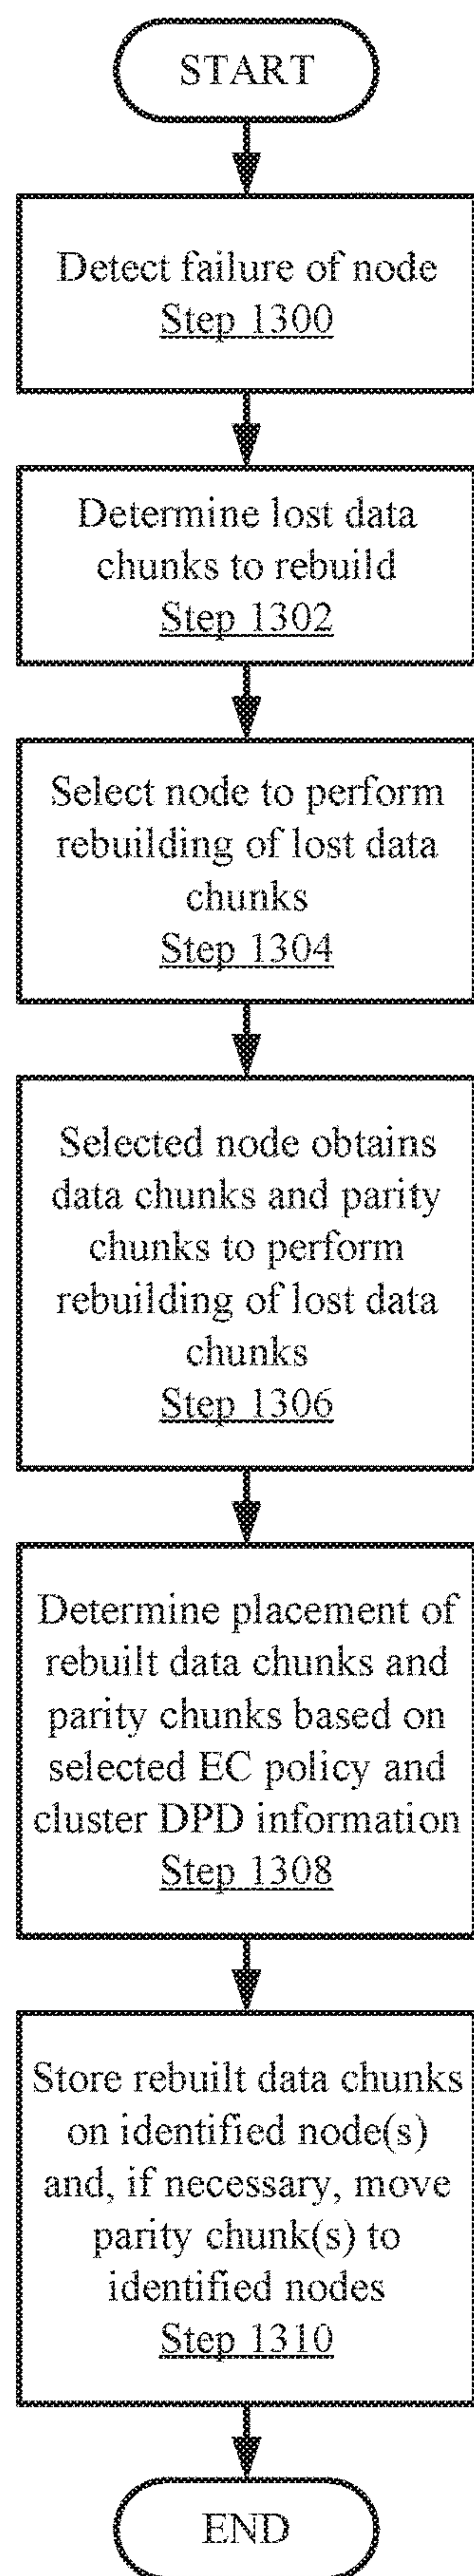 START
Detect failure of node
Step 1300
Determine lost data
chunks to rebuild
Step 1302
Select node to perform
rebuilding of lost data
chunks
Step 1304
Selected node obtains
data chunks and parity
chunks to perform
rebuilding of lost data
chunks
Step 1306
Determine placement of
rebuilt data chunks and
parity chunks based on
selected EC policy and
cluster DPD information
Step 1308
Store rebuilt data chunks
on identified node(s)
and, if necessary, move
parity chunk(s) to
identified nodes
Step 1310
END